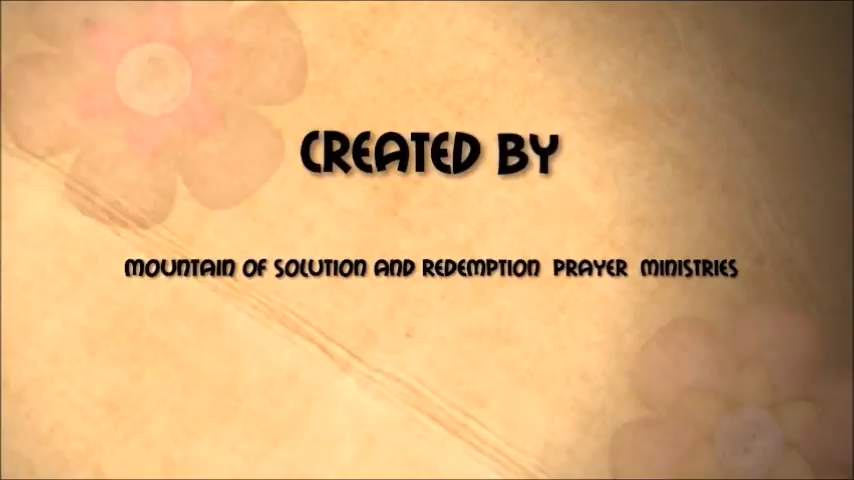 CREATED BY
MOUNTAIN OF SOLUTION AND REDEMPTION PRAYER MINISTRIES